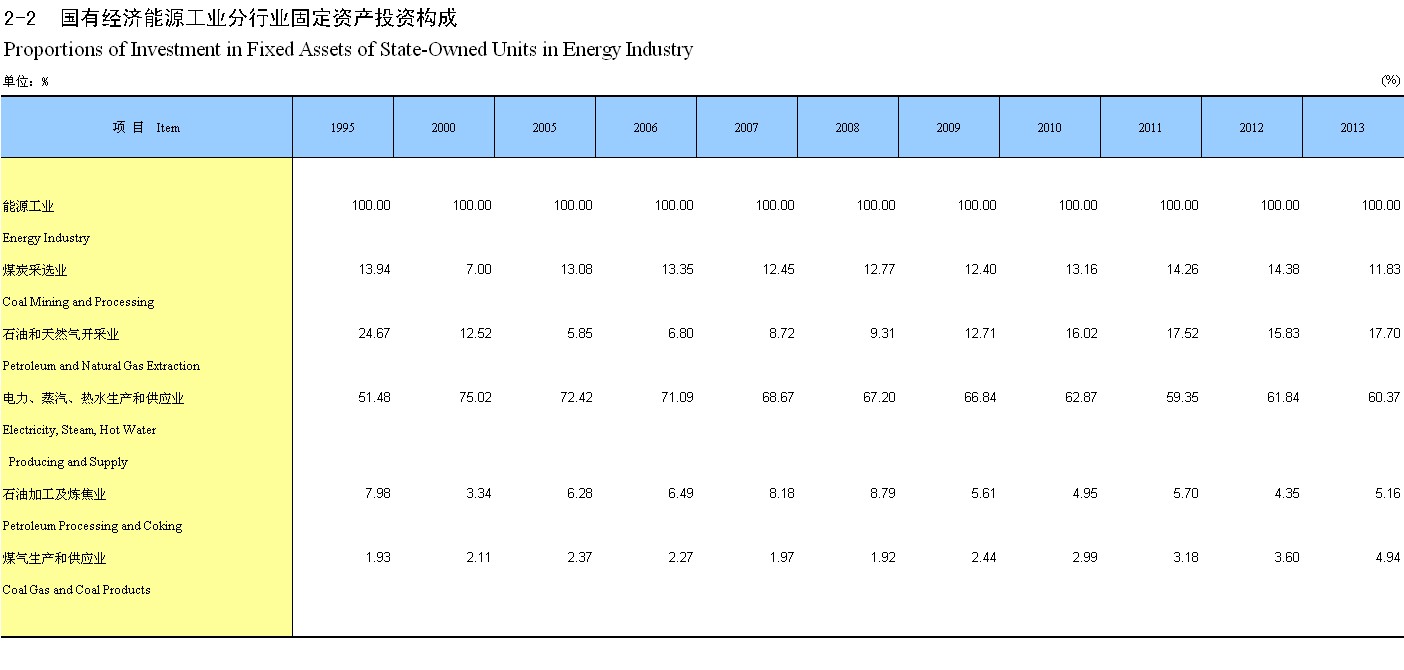 2-2 国有经济能源工业分行业固定资产投资构成
Proportions of Investment in Fixed Assets of State-Owned Units in Energy Industry
单位：% (%)
项 目 Item 1995 2000 2005 2006 2007 2008 2009 2010 2011 2012 2013
能源工业 100.00 100.00 100.00 100.00 100.00 100.00 100.00 100.00 100.00 100.00 100.00
Energy Industry
煤炭采选业 13.94 7.00 13.08 13.35 12.45 12.77 12.40 13.16 14.26 14.38 11.83
Coal Mining and Processing
石油和天然气开采业 24.67 12.52 5.85 6.80 8.72 9.31 12.71 16.02 17.52 15.83 17.70
Petroleum and Natural Gas Extraction
电力、蒸汽、热水生产和供应业 51.48 75.02 72.42 71.09 68.67 67.20 66.84 62.87 59.35 61.84 60.37
Electricity, Steam, Hot Water
Producing and Supply
石油加工及炼焦业 7.98 3.34 6.28 6.49 8.18 8.79 5.61 4.95 5.70 4.35 5.16
Petroleum Processing and Coking
煤气生产和供应业 1.93 2.11 2.37 2.27 1.97 1.92 2.44 2.99 3.18 3.60 4.94
Coal Gas and Coal Products